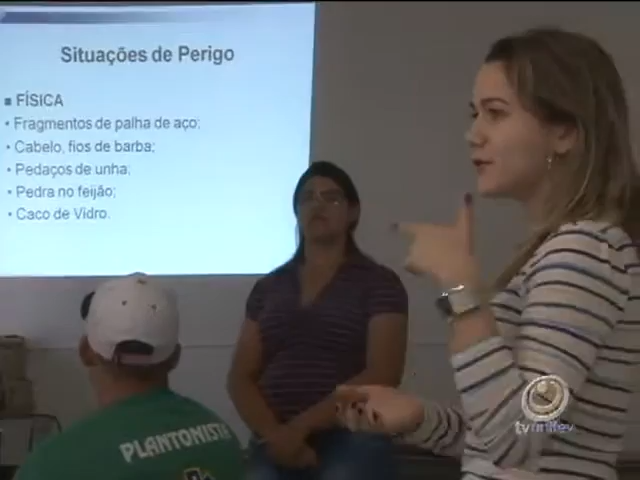 Situações de Perigo
▪ FÍSICA
• Fragmentos de palha de aço;
• Cabelo, fios de barba;
• Pedaços de unha;
• Pedra no feijão;
• Caco de Vidro.
PLANTONISTA
tvunifev